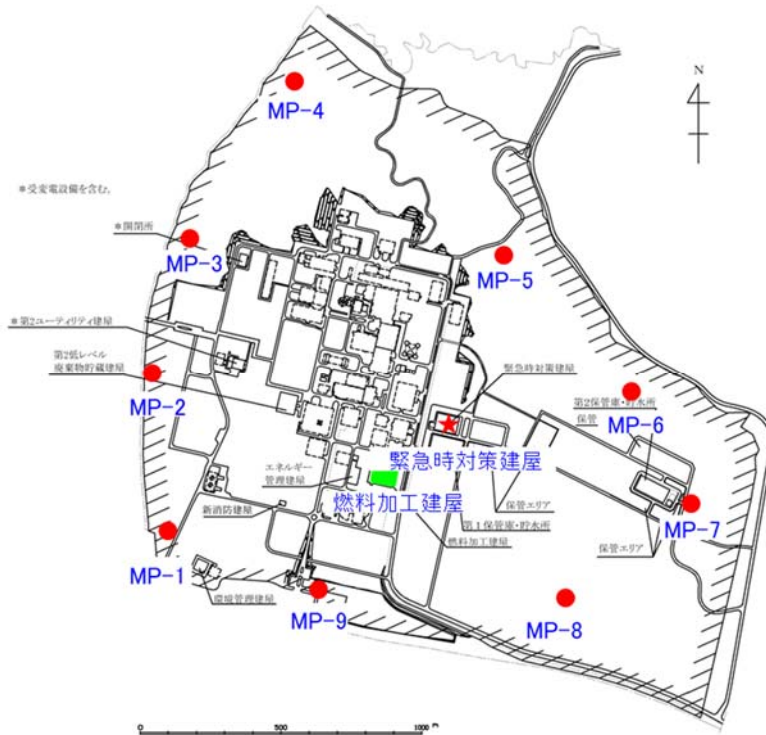 MP-4
N
*受変電設備を含む。
*開閉所
MP-3
MP-5
*第2ユーティリティ建屋
第2低レベル
廃棄物貯蔵建屋
MP-2
緊急時対策建屋
第2保管庫・貯水所
保管
MP-6
緊急時対策建屋
エネルギー
管理建屋
燃料加工建屋
保管エリア
新消防建屋
第1保管庫・貯水所
燃料加工建屋
MP-7
保管エリア
MP-1
環境管理建屋
MP-9
MP-8
0
500
1000 m